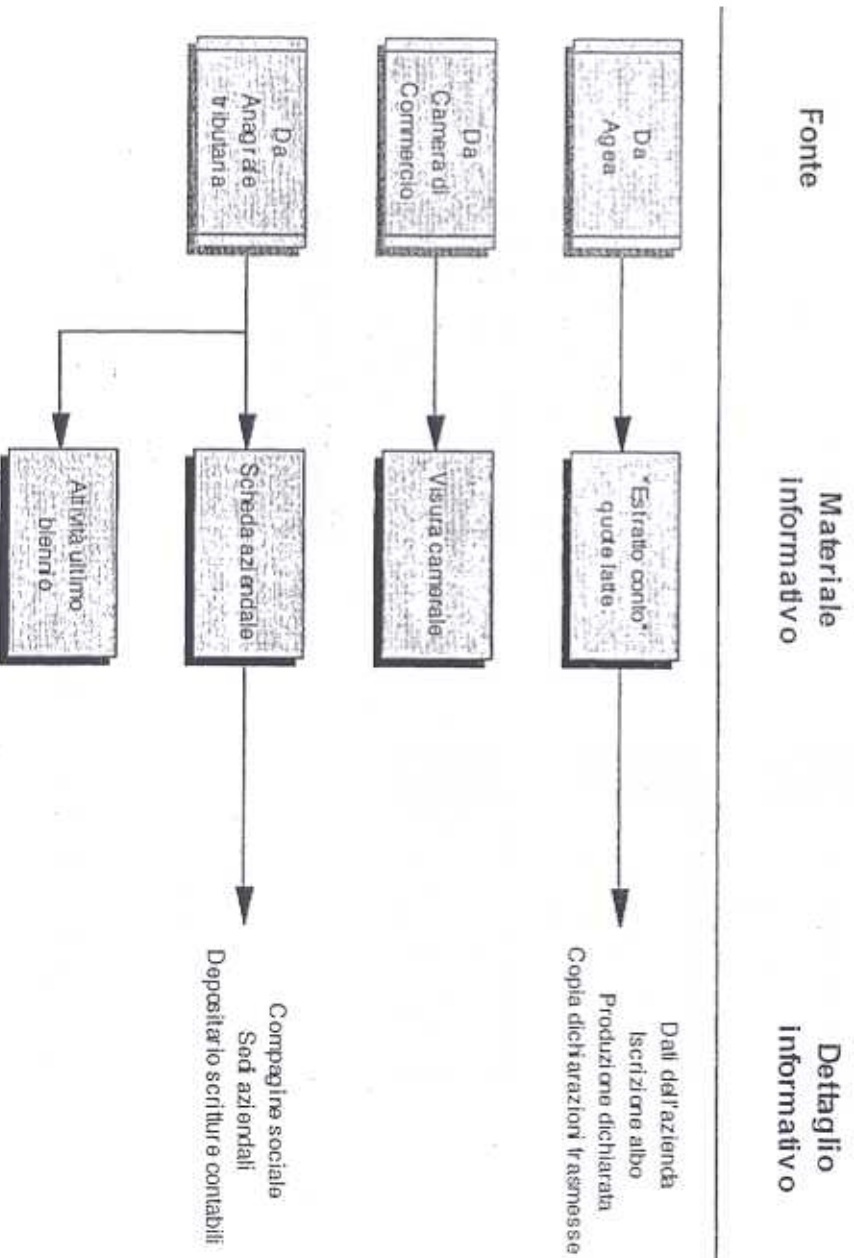 Fonte
Materiale
informativo
Dettaglio
informativo
Da
Agea
"Estratto conto"
quote latte
Dati dell'azienda
Iscrizione albo
Produzione dichiarata
Copia dichiarazioni trasmesse
Da
Camera di
Commercio
Visura camerale
Da
Anagrafe
tributaria
Scheda aziendale
Compagine sociale
Sedi aziendali
Depositario scritture contabili
Attività ultimo
biennio